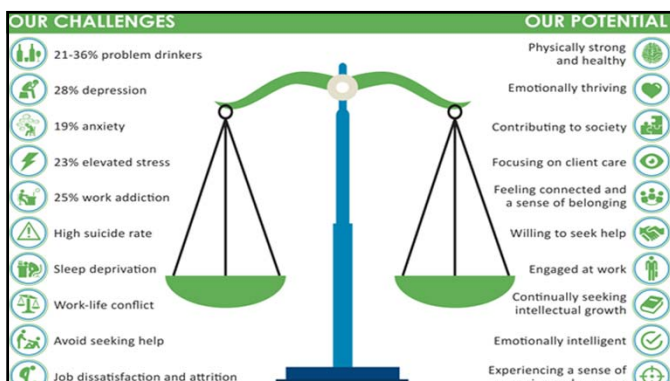 OUR CHALLENGES
21-36% problem drinkers
28% depression
19% anxiety
23% elevated stress
25% work addiction
High suicide rate
Sleep deprivation
Work-life conflict
Avoid seeking help
Job dissatisfaction and attrition
OUR POTENTIAL
Physically strong
and healthy
Emotionally thriving
Contributing to society
Focusing on client care
Feeling connected and
a sense of belonging
Willing to seek help
Engaged at work
Continually seeking
intellectual growth
Emotionally intelligent
Experiencing a sense of